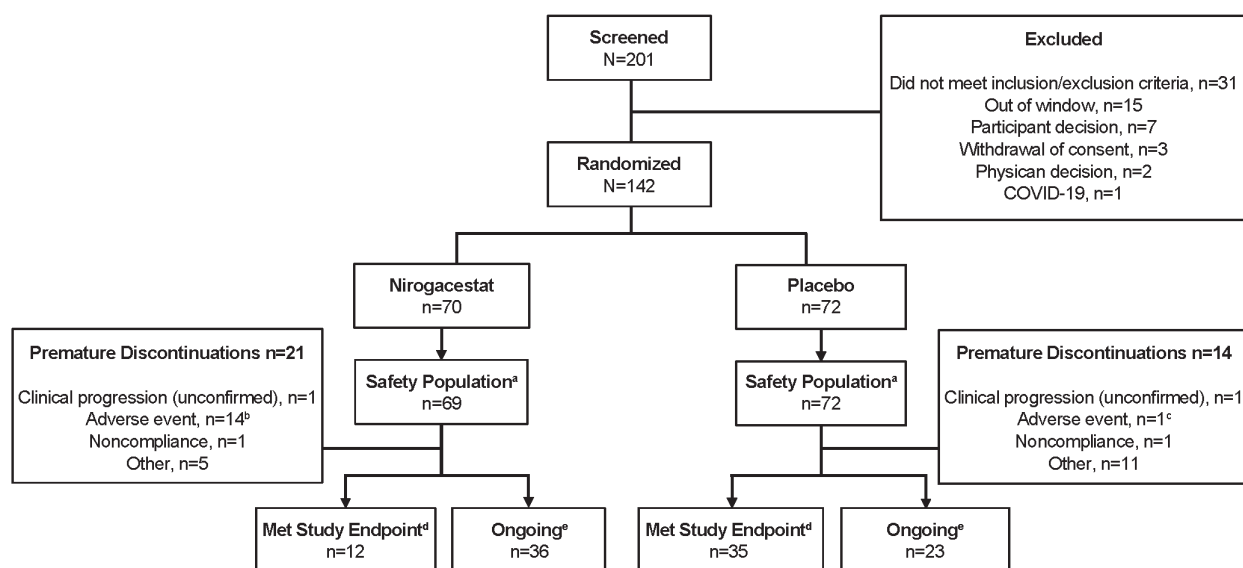 Screened
N=201
Excluded
Did not meet inclusion/exclusion criteria, n=31
Out of window, n=15
Participant decision, n=7
Withdrawal of consent, n=3
Physican decision, n=2
COVID-19, n=1
Randomized
N=142
Nirogacestat
n=70
Placebo
n=72
Premature Discontinuations n=21
Clinical progression (unconfirmed), n=1
Adverse event, n=14ᵇ
Noncompliance, n=1
Other, n=5
Safety Populationᵃ
n=69
Safety Populationᵃ
n=72
Premature Discontinuations n=14
Clinical progression (unconfirmed), n=1
Adverse event, n=1ᶜ
Noncompliance, n=1
Other, n=11
Met Study Endpointᵈ
n=12
Ongoingᵉ
n=36
Met Study Endpointᵈ
n=35
Ongoingᵉ
n=23